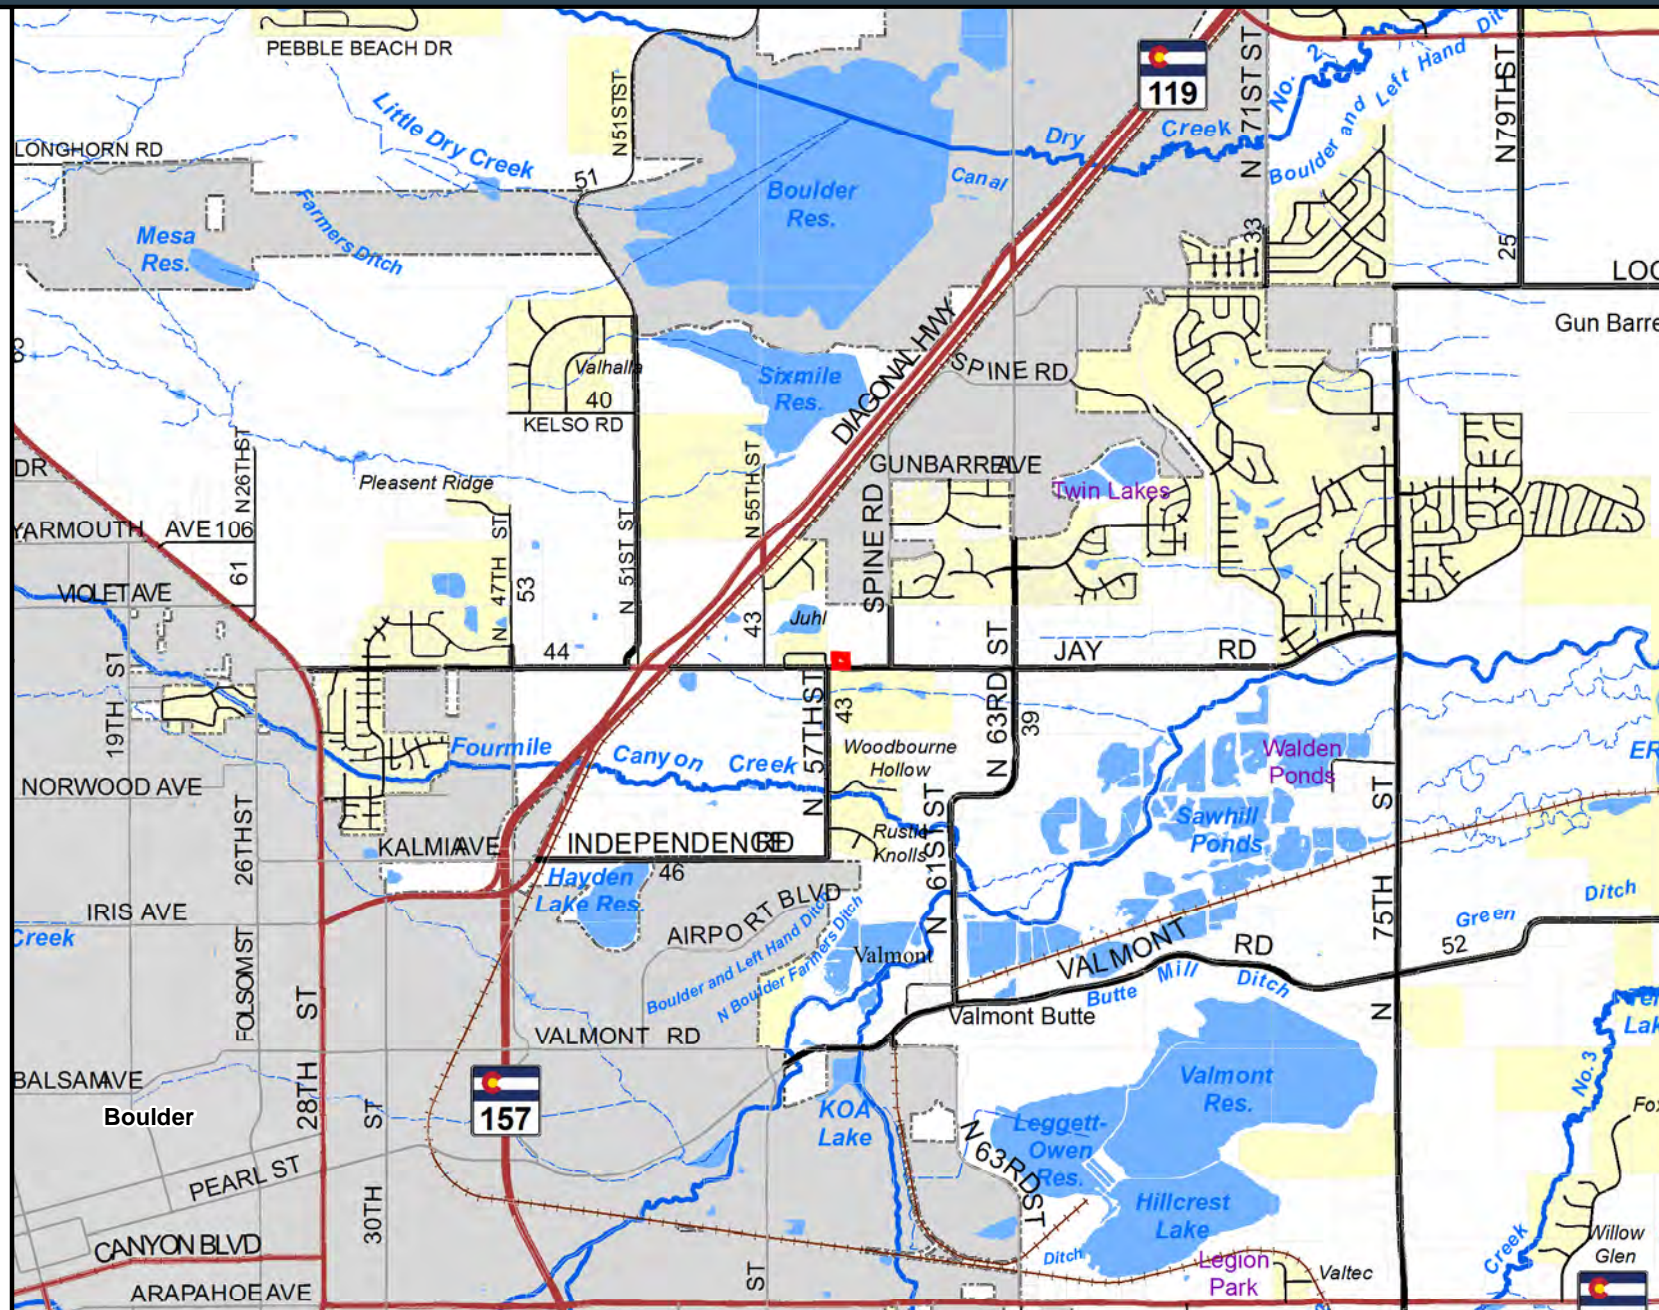 PEBBLE BEACH DR
N 51ST ST
119
N 71ST ST
No. 2
Boulder and Left Hand Ditch
N 79TH ST
LONGHORN RD
Little Dry Creek
51
Dry Creek
Canal
Boulder
Res.
Farmers Ditch
Mesa
Res.
33
25
DIAGONAL HWY
Gun Barre
Valhalla
40
KELSO RD
Sixmile
Res.
SPINE RD
DR
N 26TH ST
Pleasant Ridge
N 55TH ST
GUNBARREL AVE
Twin Lakes
YARMOUTH AVE 106
61
N 47TH ST
53
N 51ST ST
SPINE RD
VIOLET AVE
43
Juhl
44
JAY RD
19TH ST
N 57TH ST
43
N 63RD ST
39
Fourmile Canyon Creek
Woodbourne
Hollow
Walden
Ponds
NORWOOD AVE
26TH ST
KALMIA AVE
INDEPENDENCE RD
Rustic
Knolls
N 61ST ST
Sawhill
Ponds
N 75TH ST
Hayden
Lake Res.
46
AIRPORT BLVD
IRIS AVE
Creek
FOLSOM ST
Boulder and Left Hand Ditch
N Boulder Farmers Ditch
Valmont
VALMONT RD
52
Green Ditch
Butte Mill Ditch
28TH ST
VALMONT RD
Valmont Butte
BALSAM AVE
Boulder
157
30TH ST
KOA
Lake
Valmont
Res.
Leggett-
Owen
Res.
No. 3
PEARL ST
N 63RD ST
Hillcrest
Lake
CANYON BLVD
ST
Ditch
Legion
Park
Valtec
Creek
Willow
Glen
ARAPAHOE AVE